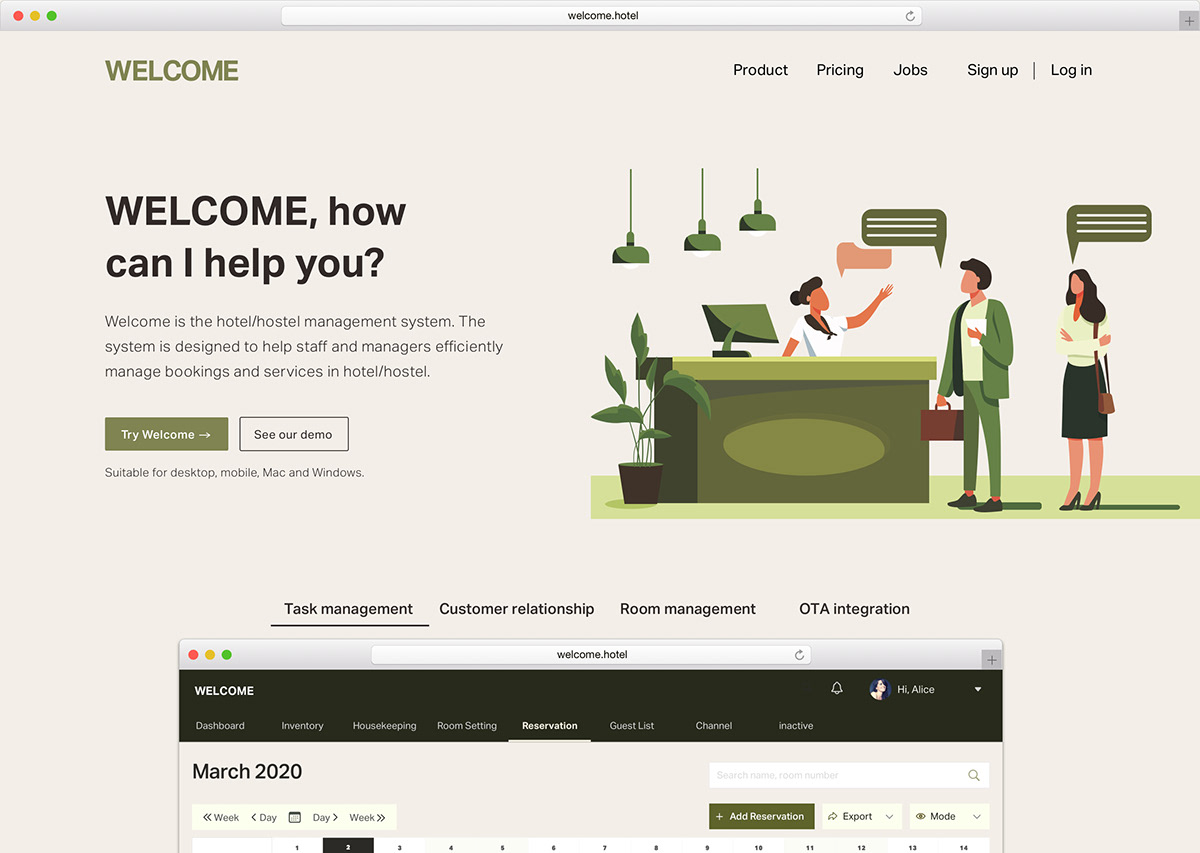 welcome.hotel
WELCOME
Product Pricing Jobs Sign up Log in
WELCOME, how
can I help you?
Welcome is the hotel/hostel management system. The
system is designed to help staff and managers efficiently
manage bookings and services in hotel/hostel.
Try Welcome → See our demo
Suitable for desktop, mobile, Mac and Windows.
Task management Customer relationship Room management OTA integration
welcome.hotel
WELCOME Hi, Alice
Dashboard Inventory Housekeeping Room Setting Reservation Guest List Channel inactive
March 2020 Search name, room number
Week Day Day Week + Add Reservation Export Mode
1 2 3 4 5 6 7 8 9 10 11 12 13 14